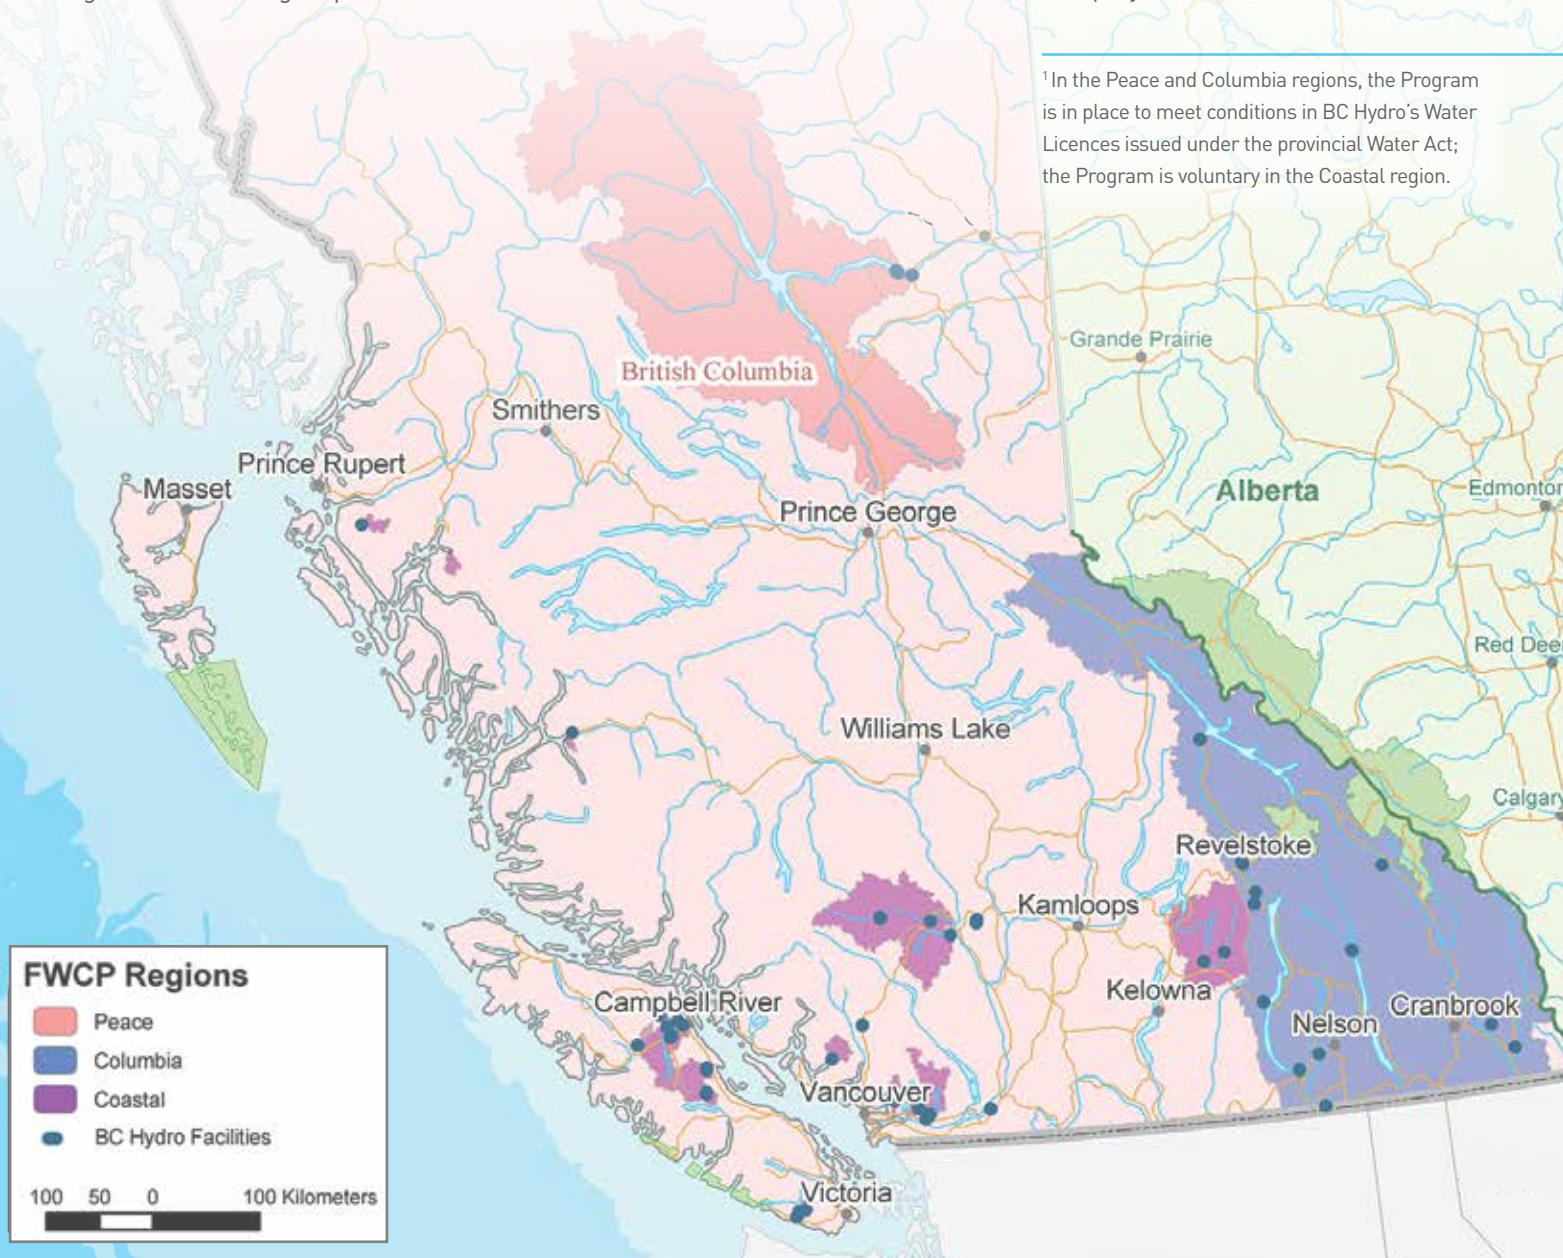 ¹ In the Peace and Columbia regions, the Program
is in place to meet conditions in BC Hydro's Water
Licences issued under the provincial Water Act;
the Program is voluntary in the Coastal region.
Grande Prairie
British Columbia
Smithers
Prince Rupert
Masset
Alberta
Edmonton
Prince George
Red Deer
Williams Lake
Calgary
Revelstoke
Kamloops
Kelowna
Cranbrook
Nelson
Campbell River
Vancouver
Victoria
FWCP Regions
Peace
Columbia
Coastal
BC Hydro Facilities
100 50 0 100 Kilometers